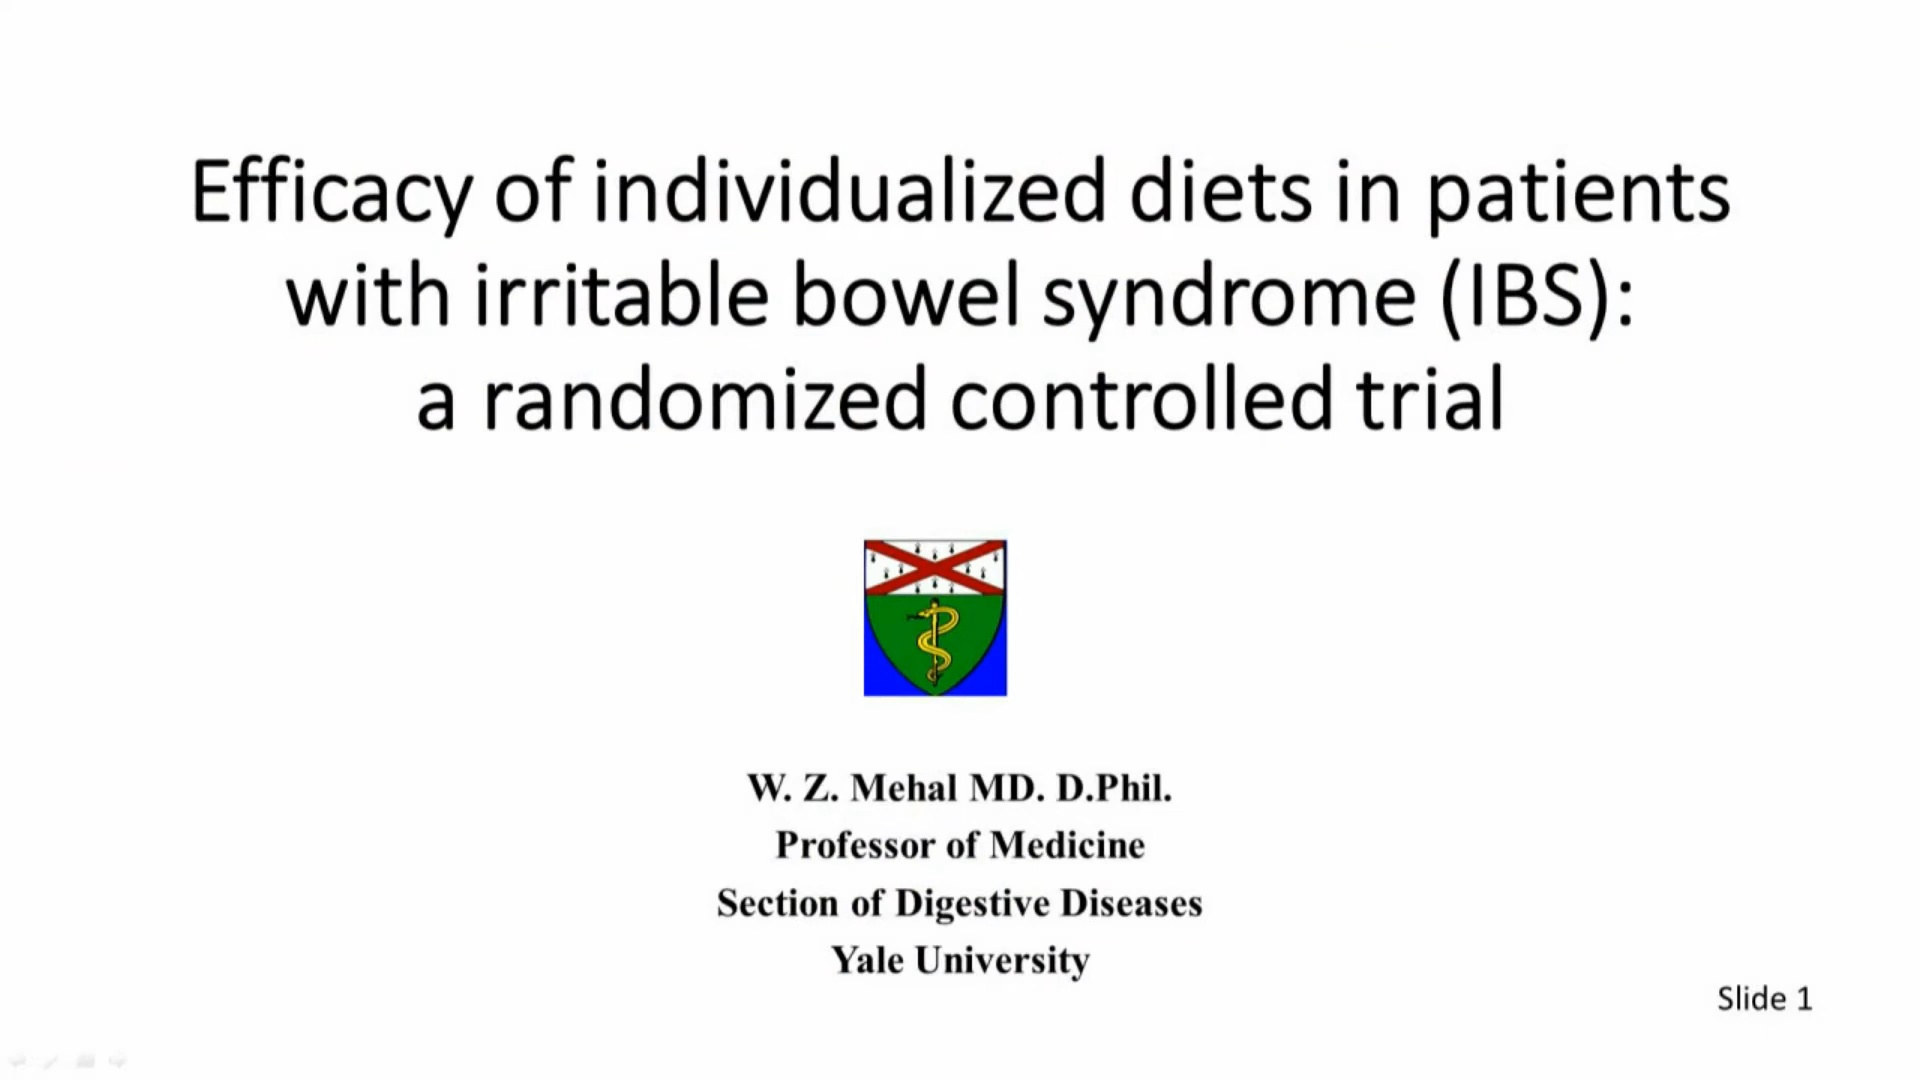 Efficacy of individualized diets in patients
with irritable bowel syndrome (IBS):
a randomized controlled trial
W. Z. Mehal MD. D.Phil.
Professor of Medicine
Section of Digestive Diseases
Yale University
Slide 1